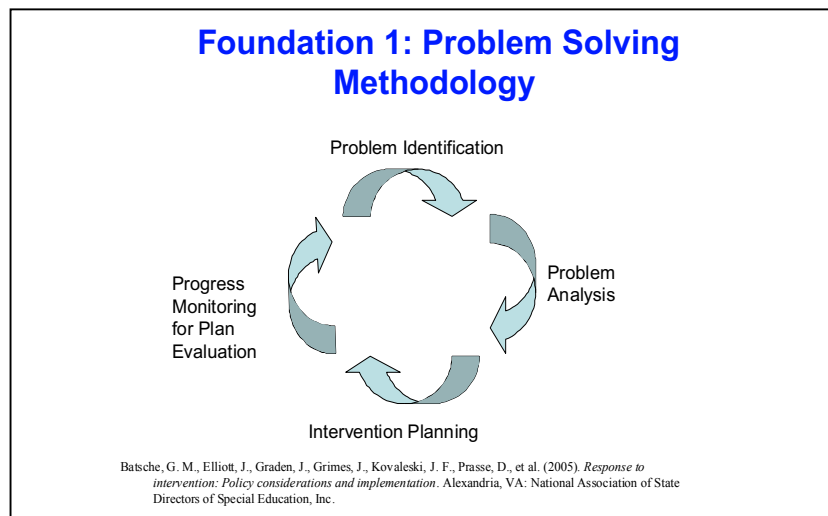 Foundation 1: Problem Solving
Methodology
Problem Identification
Problem
Analysis
Progress
Monitoring
for Plan
Evaluation
Intervention Planning
Batsche, G. M., Elliott, J., Graden, J., Grimes, J., Kovaleski, J. F., Prasse, D., et al. (2005). Response to
intervention: Policy considerations and implementation. Alexandria, VA: National Association of State
Directors of Special Education, Inc.